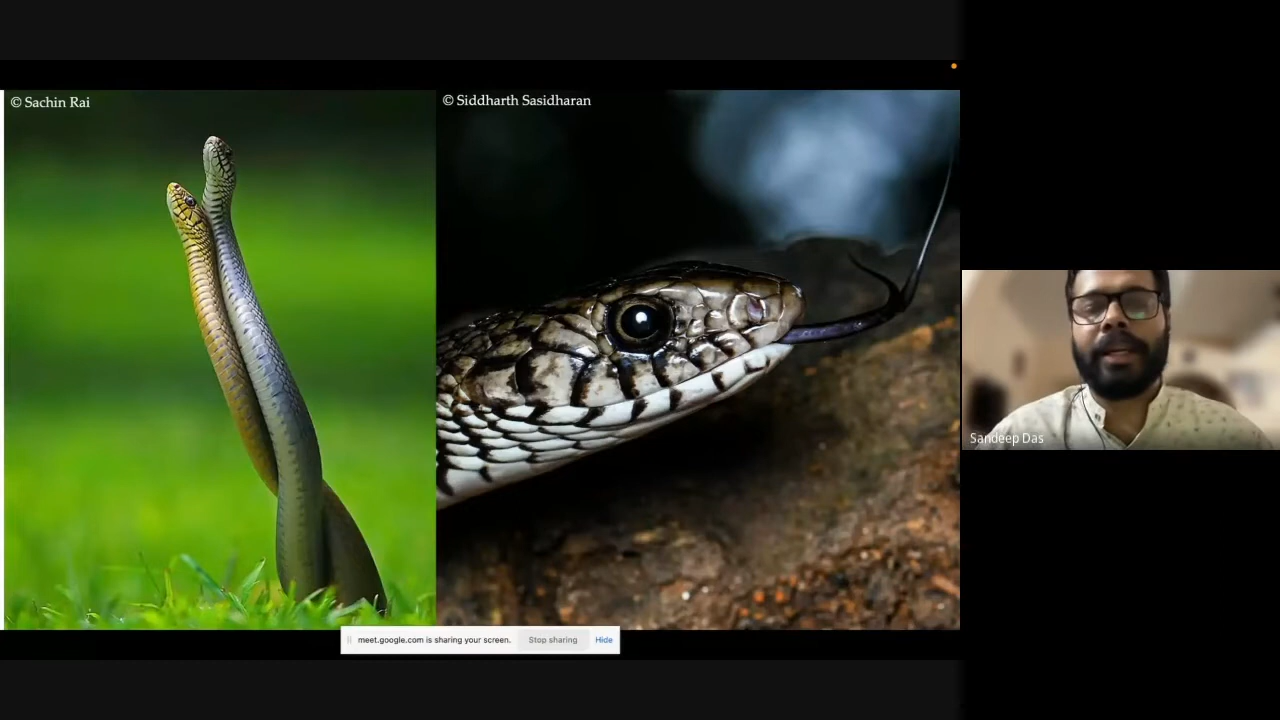 © Sachin Rai
© Siddharth Sasidharan
Sandeep Das
meet.google.com is sharing your screen.
Stop sharing
Hide